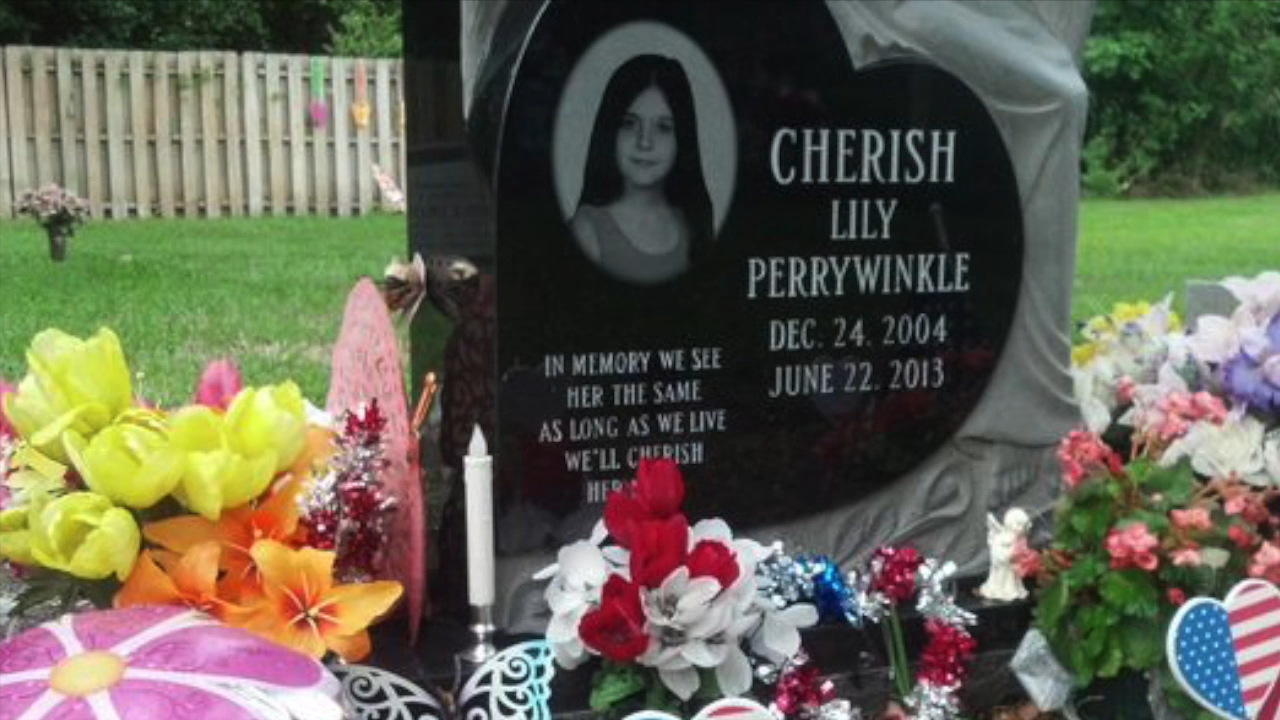 CHERISH
LILY
PERRYWINKLE
DEC. 24. 2004
JUNE 22. 2013
IN MEMORY WE SEE
HER THE SAME
AS LONG AS WE LIVE
WE'LL CHERISH
HER